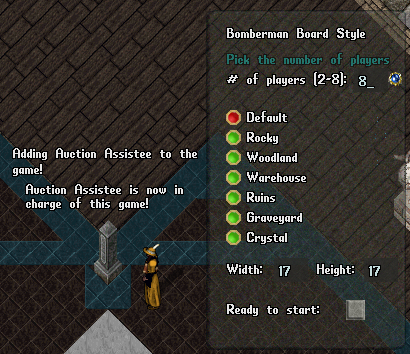 Bomberman Board Style
Pick the number of players
# of players (2-8): 8_
Default
Rocky
Woodland
Warehouse
Ruins
Graveyard
Crystal
Width: 17 Height: 17
Ready to start:
Adding Auction Assistee to the
game!
Auction Assistee is now in
charge of this game!